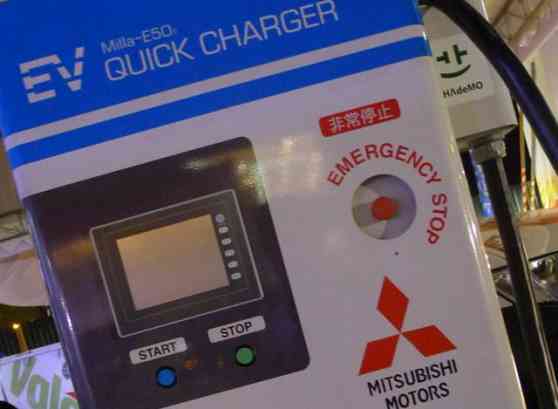 EV
Milla-E50
QUICK CHARGER
CHAdeMO
非常停止
EMERGENCY STOP
STOP
START
MITSUBISHI
MOTORS